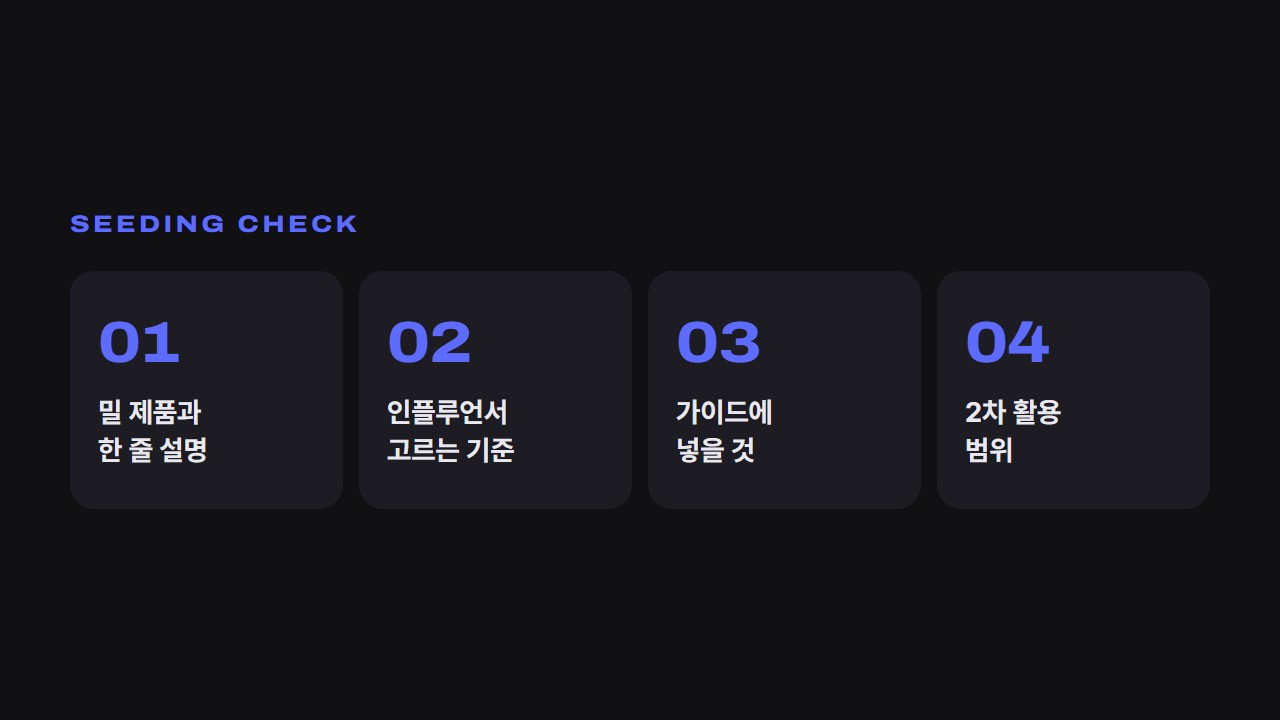 SEEDING CHECK
01
밀 제품과
한 줄 설명
02
인플루언서
고르는 기준
03
가이드에
넣을 것
04
2차 활용
범위